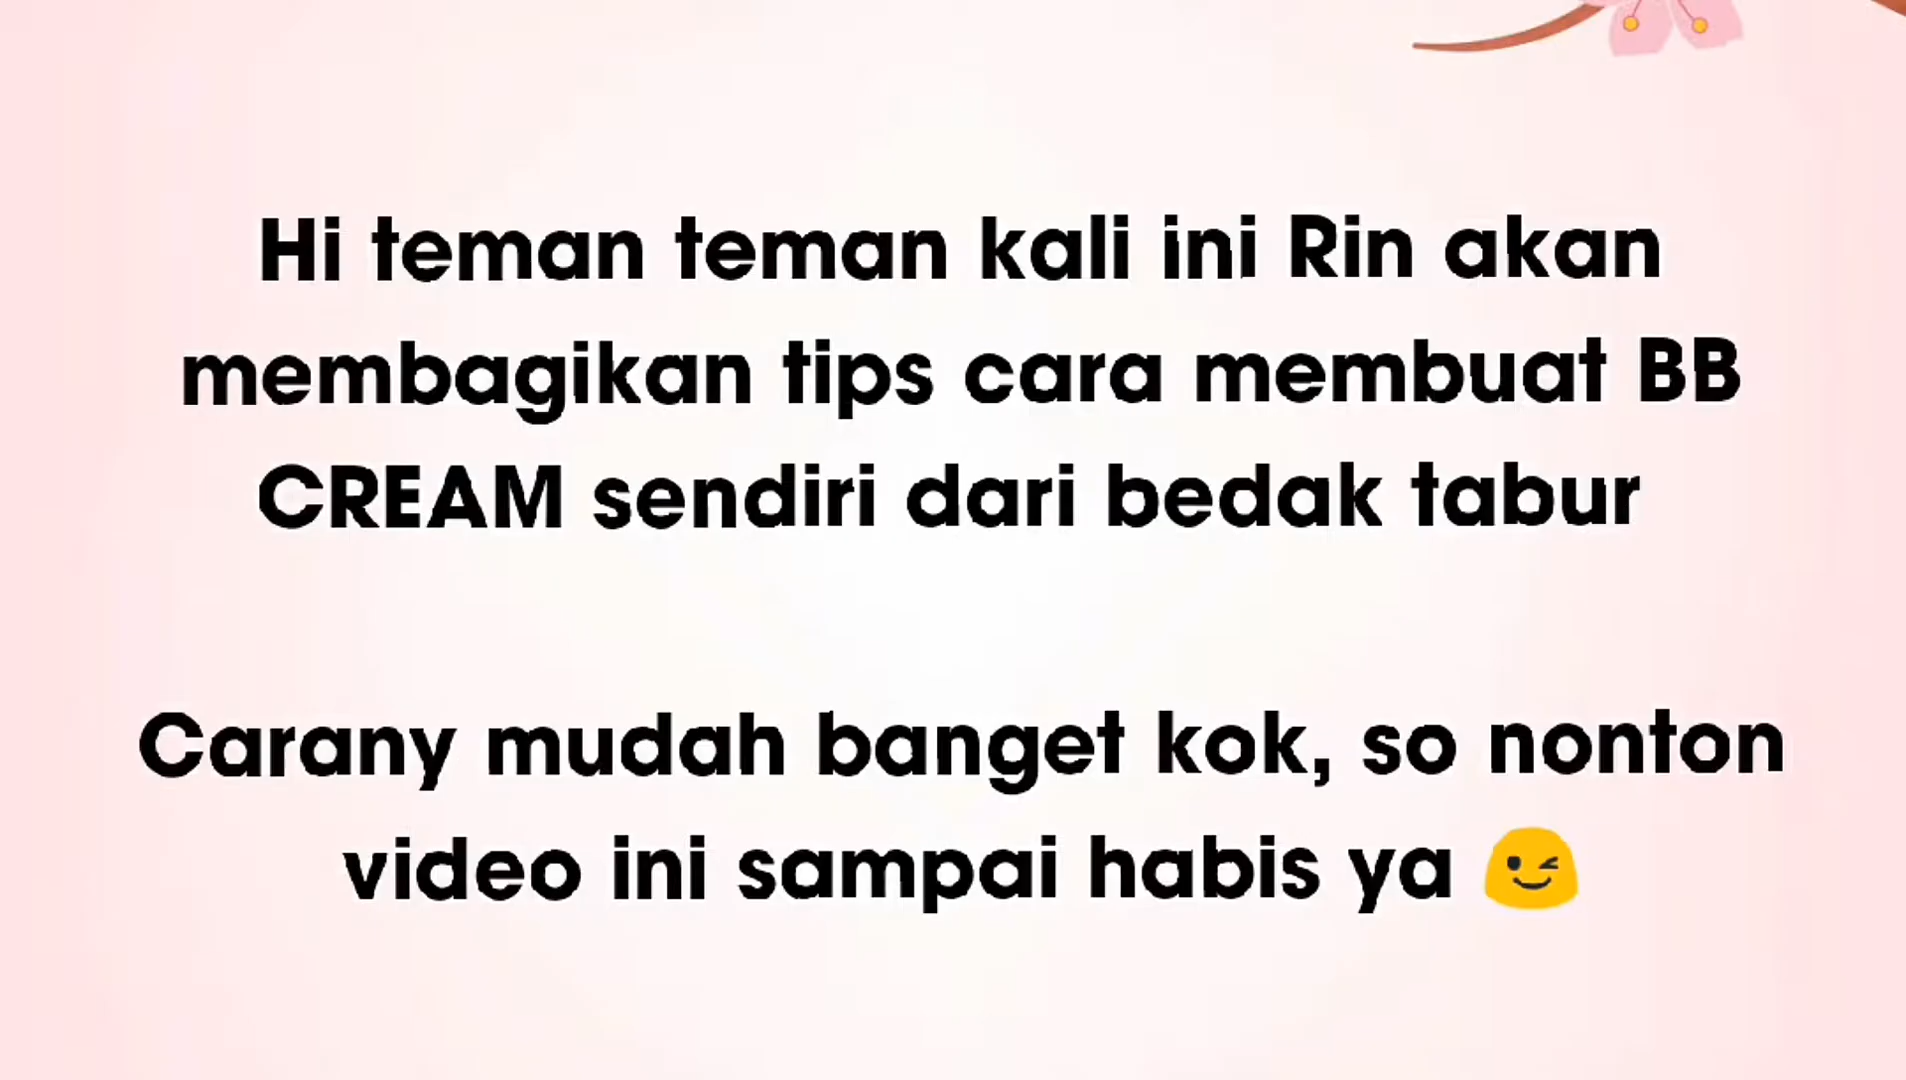 Hi teman teman kali ini Rin akan
membagikan tips cara membuat BB
CREAM sendiri dari bedak tabur
Carany mudah banget kok, so nonton
video ini sampai habis ya 😉